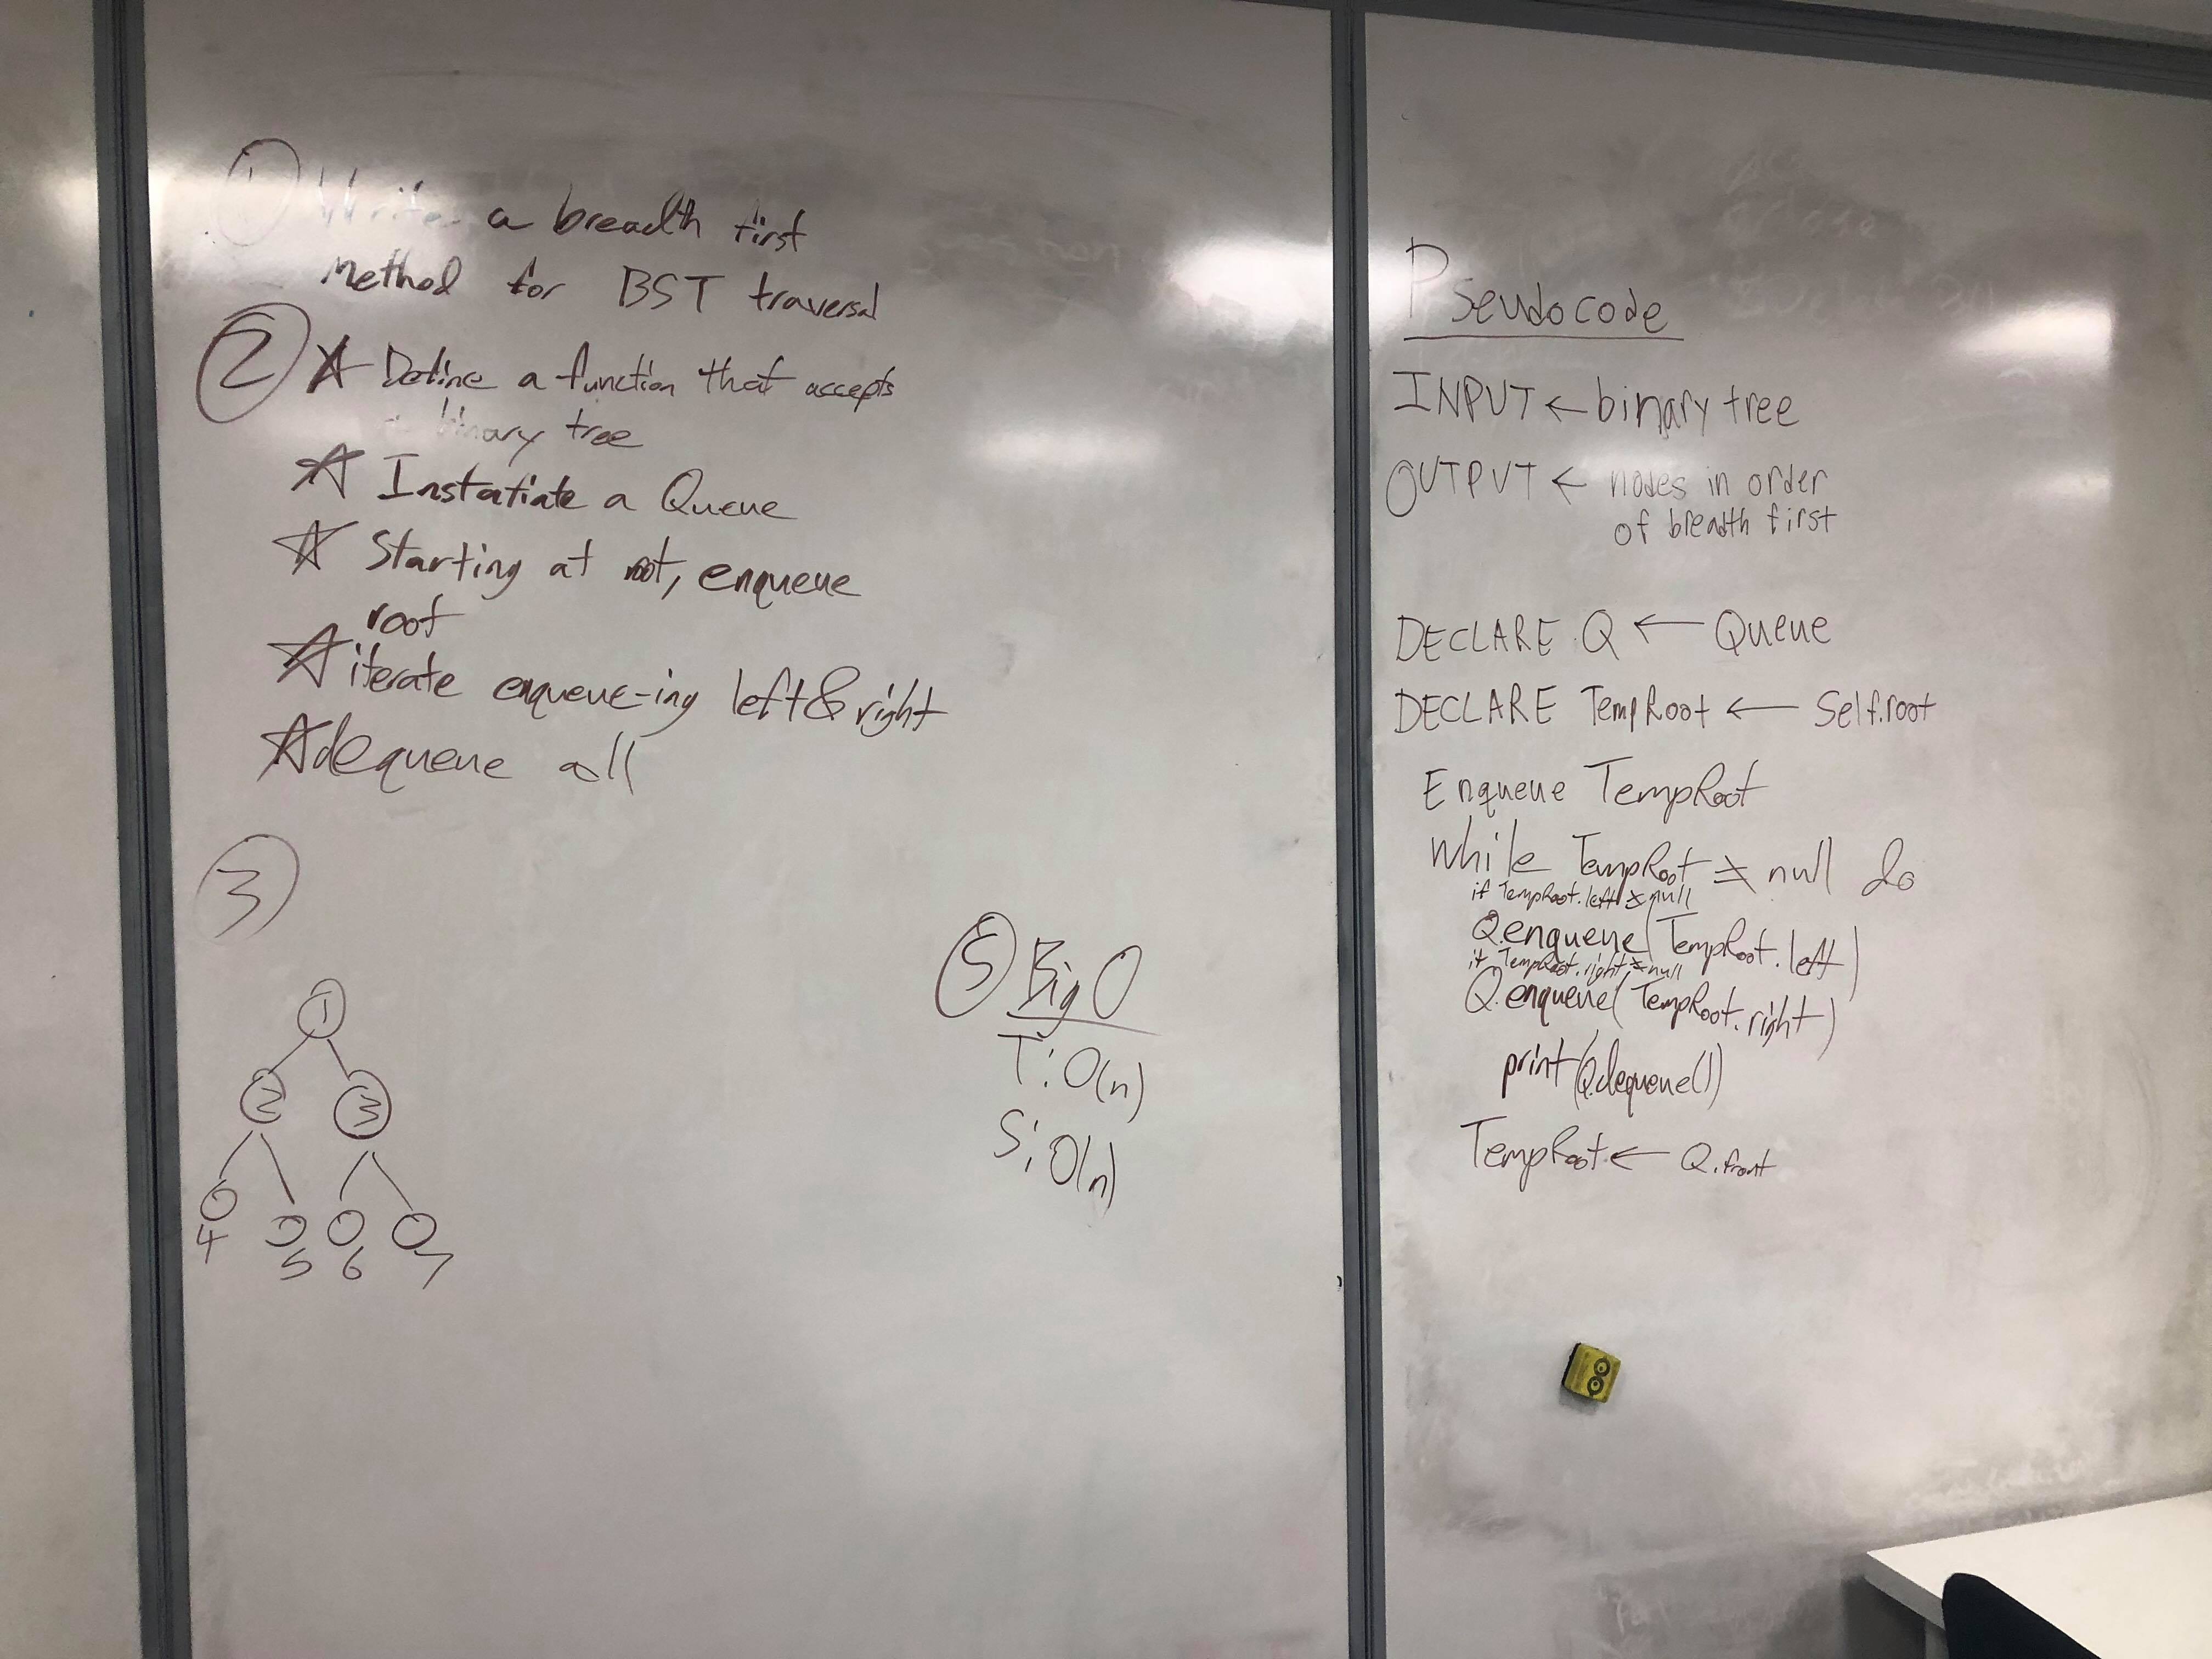 ① Write a breadth first
Method for BST traversal
② ☆ Define a function that accepts
a binary tree
☆ Instatiate a Queue
☆ Starting at root, enqueue
root
☆ iterate enqueue-ing left & right
☆ dequeue all
③
1
2 3
4 5 6 7
⑤ Big O
T: O(n)
S: O(n)
Pseudocode
INPUT ← binary tree
OUTPUT ← nodes in order
of breadth first
DECLARE Q ← Queue
DECLARE TempRoot ← Self.root
Enqueue TempRoot
while TempRoot ≠ null do
if TempRoot.left ≠ null
Q.enqueue(TempRoot.left)
if TempRoot.right ≠ null
Q.enqueue(TempRoot.right)
print(Q.dequeue())
TempRoot ← Q.front